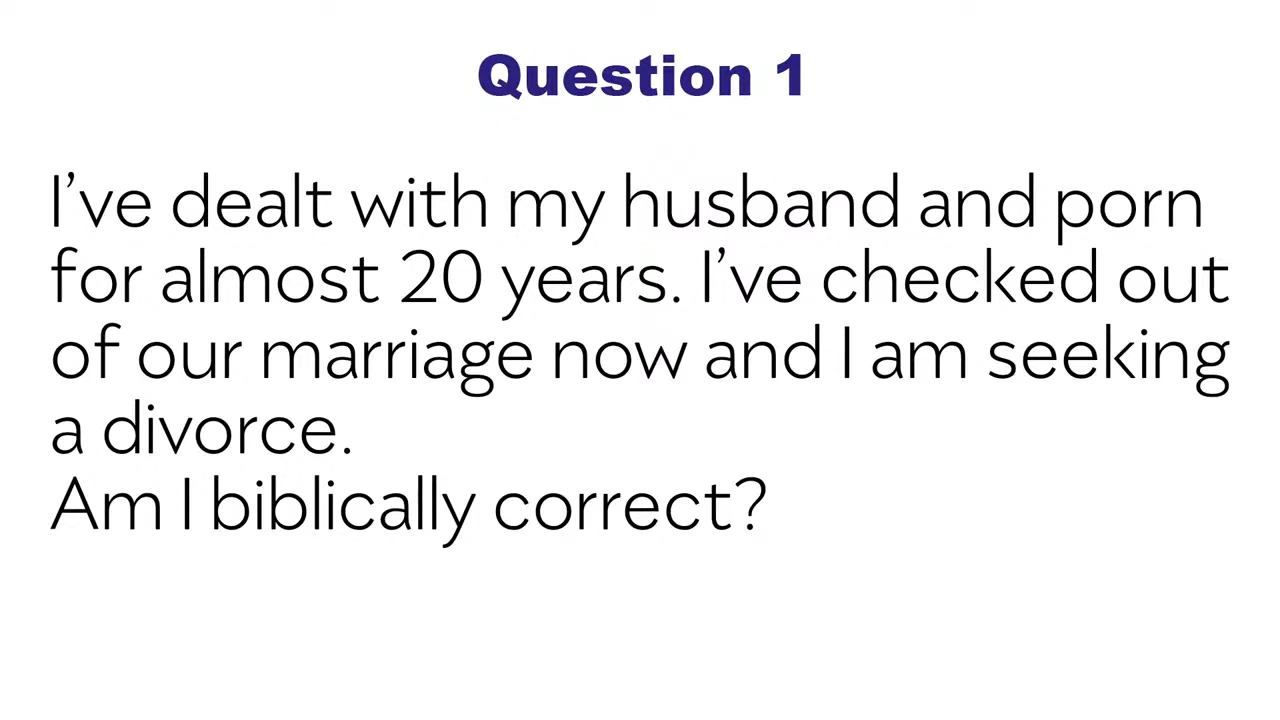 Question 1
I’ve dealt with my husband and porn
for almost 20 years. I’ve checked out
of our marriage now and I am seeking
a divorce.
Am I biblically correct?